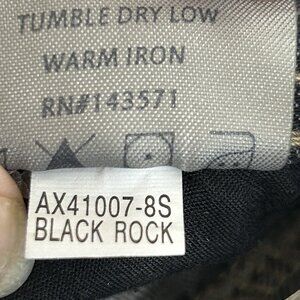 TUMBLE DRY LOW
WARM IRON
RN#143571
AX41007-8S
BLACK ROCK